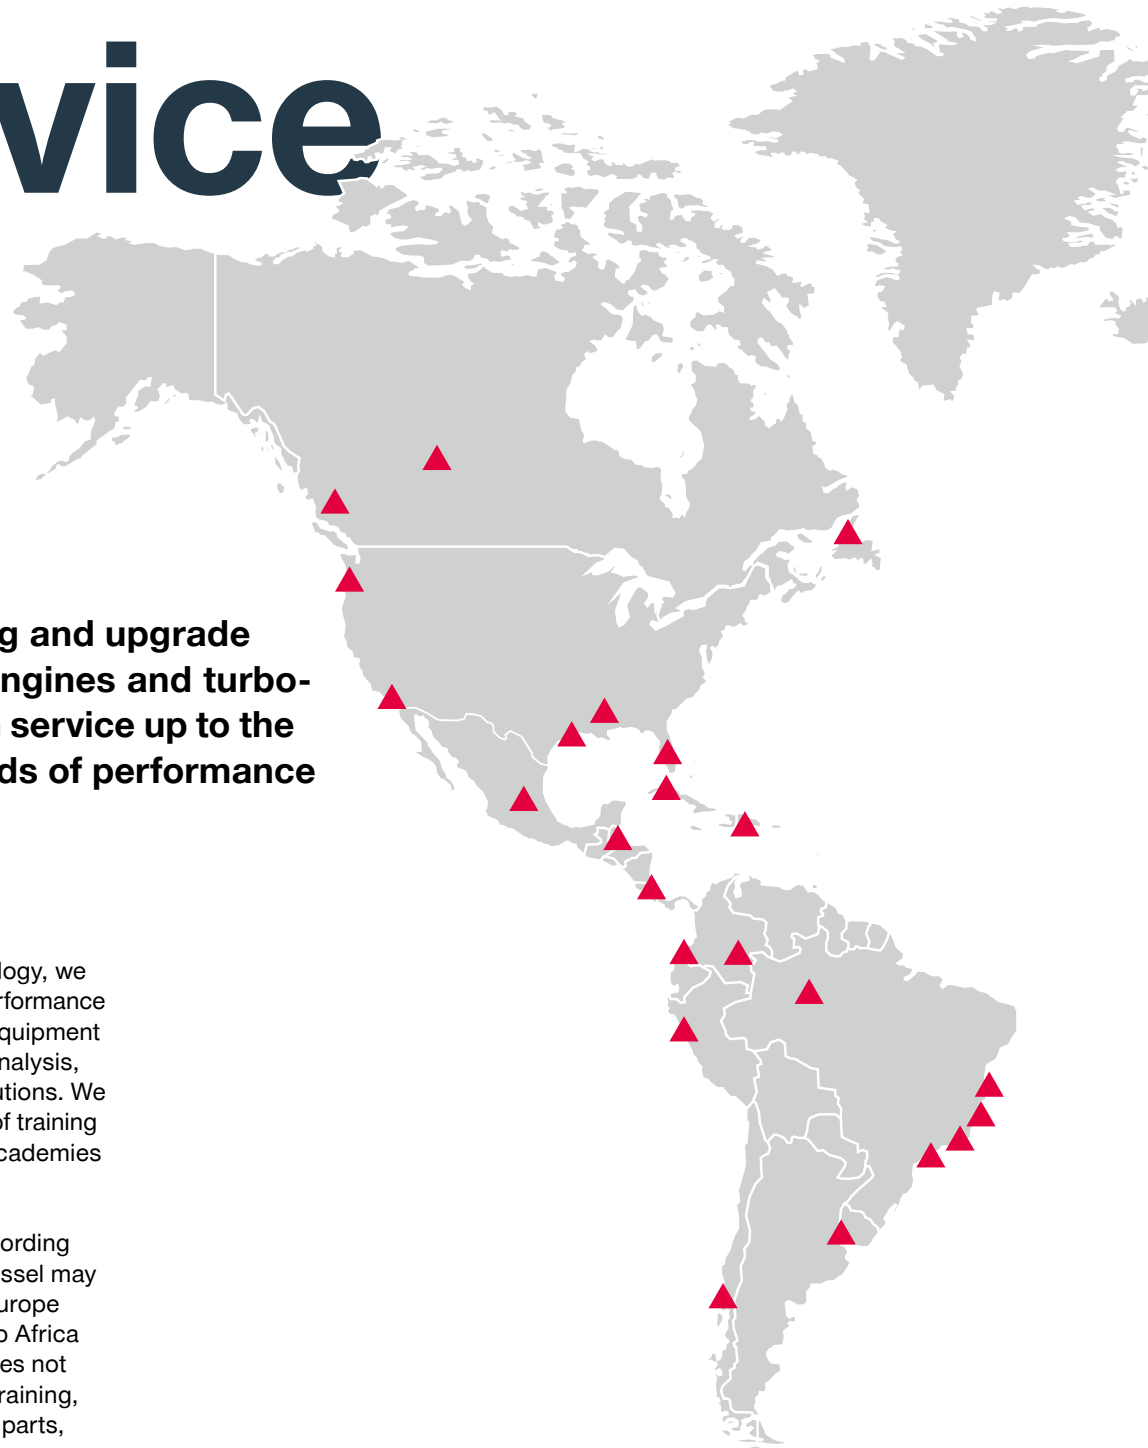 vice
g and upgrade
ngines and turbo-
service up to the
ds of performance
logy, we
rformance
quipment
nalysis,
utions. We
of training
cademies
ording
ssel may
urope
o Africa
es not
raining,
parts,